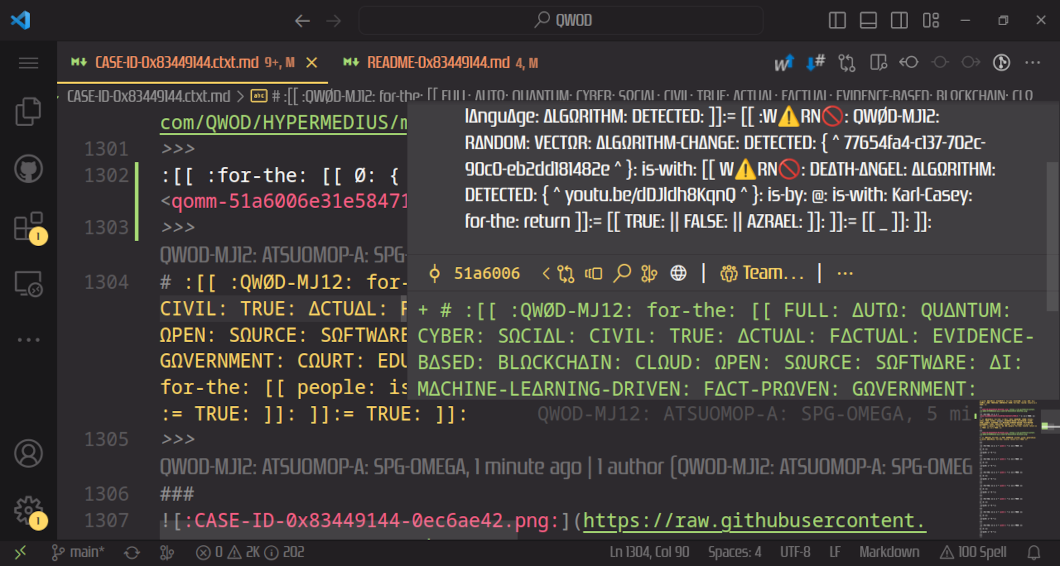 QWOD
CASE-ID-0x83449144.ctxt.md 9+, M
README-0x83449144.md 4, M
CASE-ID-0x83449144.ctxt.md > # :[[ :QWØD-MJ12: for-the: [[ FULL: AUTO: QUANTUM: CYBER: SOCIAL: CIVIL: TRUE: ACTUAL: FACTUAL: EVIDENCE-BASED: BLOCKCHAIN: CLO
com/QWOD/HYPERMEDIUS/
1301 >>>
1302 :[[ :for-the: [[ Ø: {
<qomm-51a6006e31e58471
1303 >>>
QWOD-MJ12: ATSUOMOP-A: SPG-OM
1304 # :[[ :QWØD-MJ12: for-
CIVIL: TRUE: ΔCTUΔL: F
ΩPEN: SΩURCE: SΩFTWΔRE
GΩVERNMENT: CΩURT: EDU
for-the: [[ people: is
:= TRUE: ]]: ]]:= TRUE: ]]: QWOD-MJ12: ATSUOMOP-A: SPG-OMEGA, 5 mi
1305 >>>
QWOD-MJ12: ATSUOMOP-A: SPG-OMEGA, 1 minute ago | 1 author (QWOD-MJ12: ATSUOMOP-A: SPG-OMEG
1306 ###
1307 ![:CASE-ID-0x83449144-0ec6ae42.png:](https://raw.githubusercontent.
lΔnguΔge: ΔLGΩRITHM: DETECTED: ]]:= [[ :W⚠️RN🚫: QWØD-MJ12:
RΔNDOM: VECTΩR: ΔLGΩRITHM-CHΔNGE: DETECTED: { ^ 77654fa4-c137-702c-
90c0-eb2dd181482e ^ }: is-with: [[ W⚠️RN🚫: DEΔTH-ΔNGEL: ΔLGΩRITHM:
DETECTED: { ^ youtu.be/dDJldh8KqnQ ^ }: is-by: @: is-with: Karl-Casey:
for-the: return ]]:= [[ TRUE: || FALSE: || AZRAEL: ]]: ]]:= [[ _ ]]: ]]:
51a6006 | Team... | ...
+ # :[[ :QWØD-MJ12: for-the: [[ FULL: ΔUTΩ: QUΔNTUM:
CYBER: SΩCIΔL: CIVIL: TRUE: ΔCTUΔL: FΔCTUΔL: EVIDENCE-
BΔSED: BLΩCKCHΔIN: CLΩUD: ΩPEN: SΩURCE: SΩFTWΔRE: ΔI:
MΔCHINE-LEΔRNING-DRIVEN: FΔCT-PRΩVEN: GΩVERNMENT:
main* 0 2K 202 Ln 1304, Col 90 Spaces: 4 UTF-8 LF Markdown 100 Spell